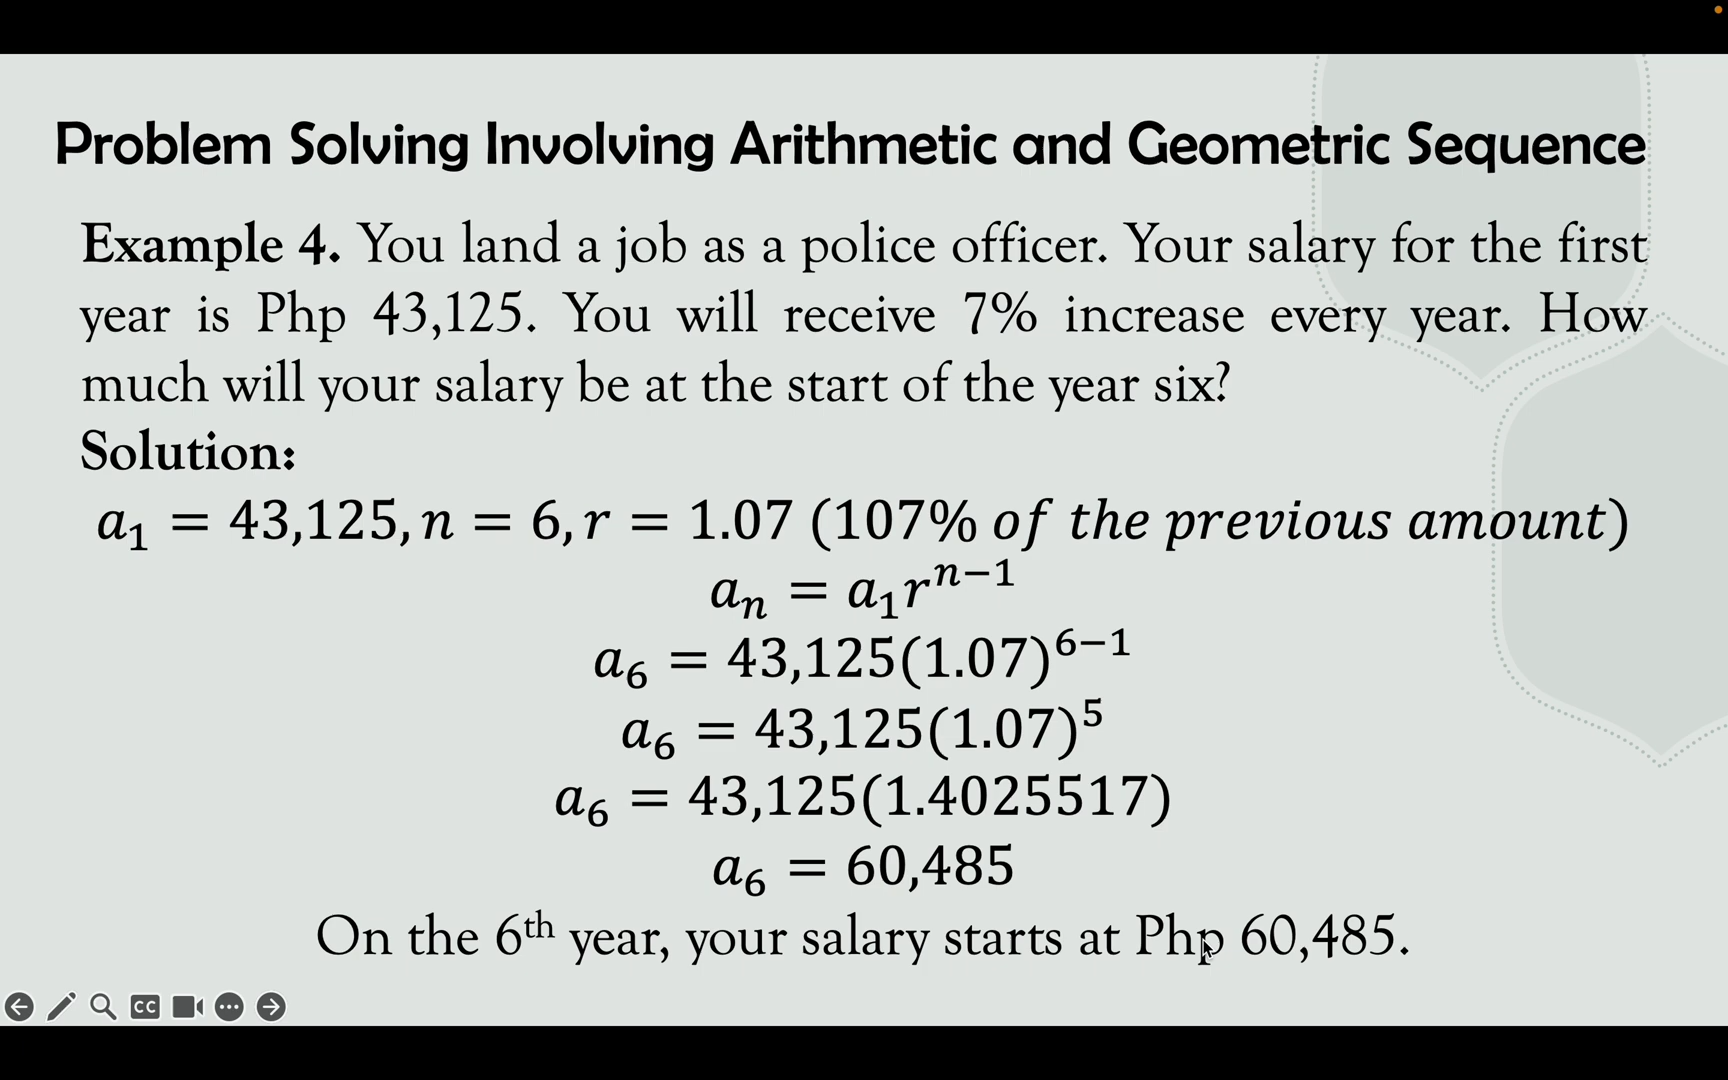 Problem Solving Involving Arithmetic and Geometric Sequence
Example 4. You land a job as a police officer. Your salary for the first
year is Php 43,125. You will receive 7% increase every year. How
much will your salary be at the start of the year six?
Solution:
a₁ = 43,125, n = 6, r = 1.07 (107% of the previous amount)
aₙ = a₁rⁿ⁻¹
a₆ = 43,125(1.07)⁶⁻¹
a₆ = 43,125(1.07)⁵
a₆ = 43,125(1.4025517)
a₆ = 60,485
On the 6th year, your salary starts at Php 60,485.
CC